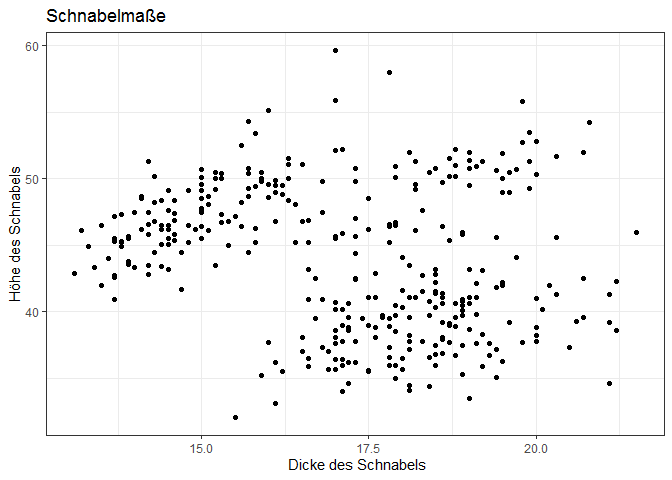 Schnabelmaße
60
50
40
Höhe des Schnabels
15.0 17.5 20.0
Dicke des Schnabels